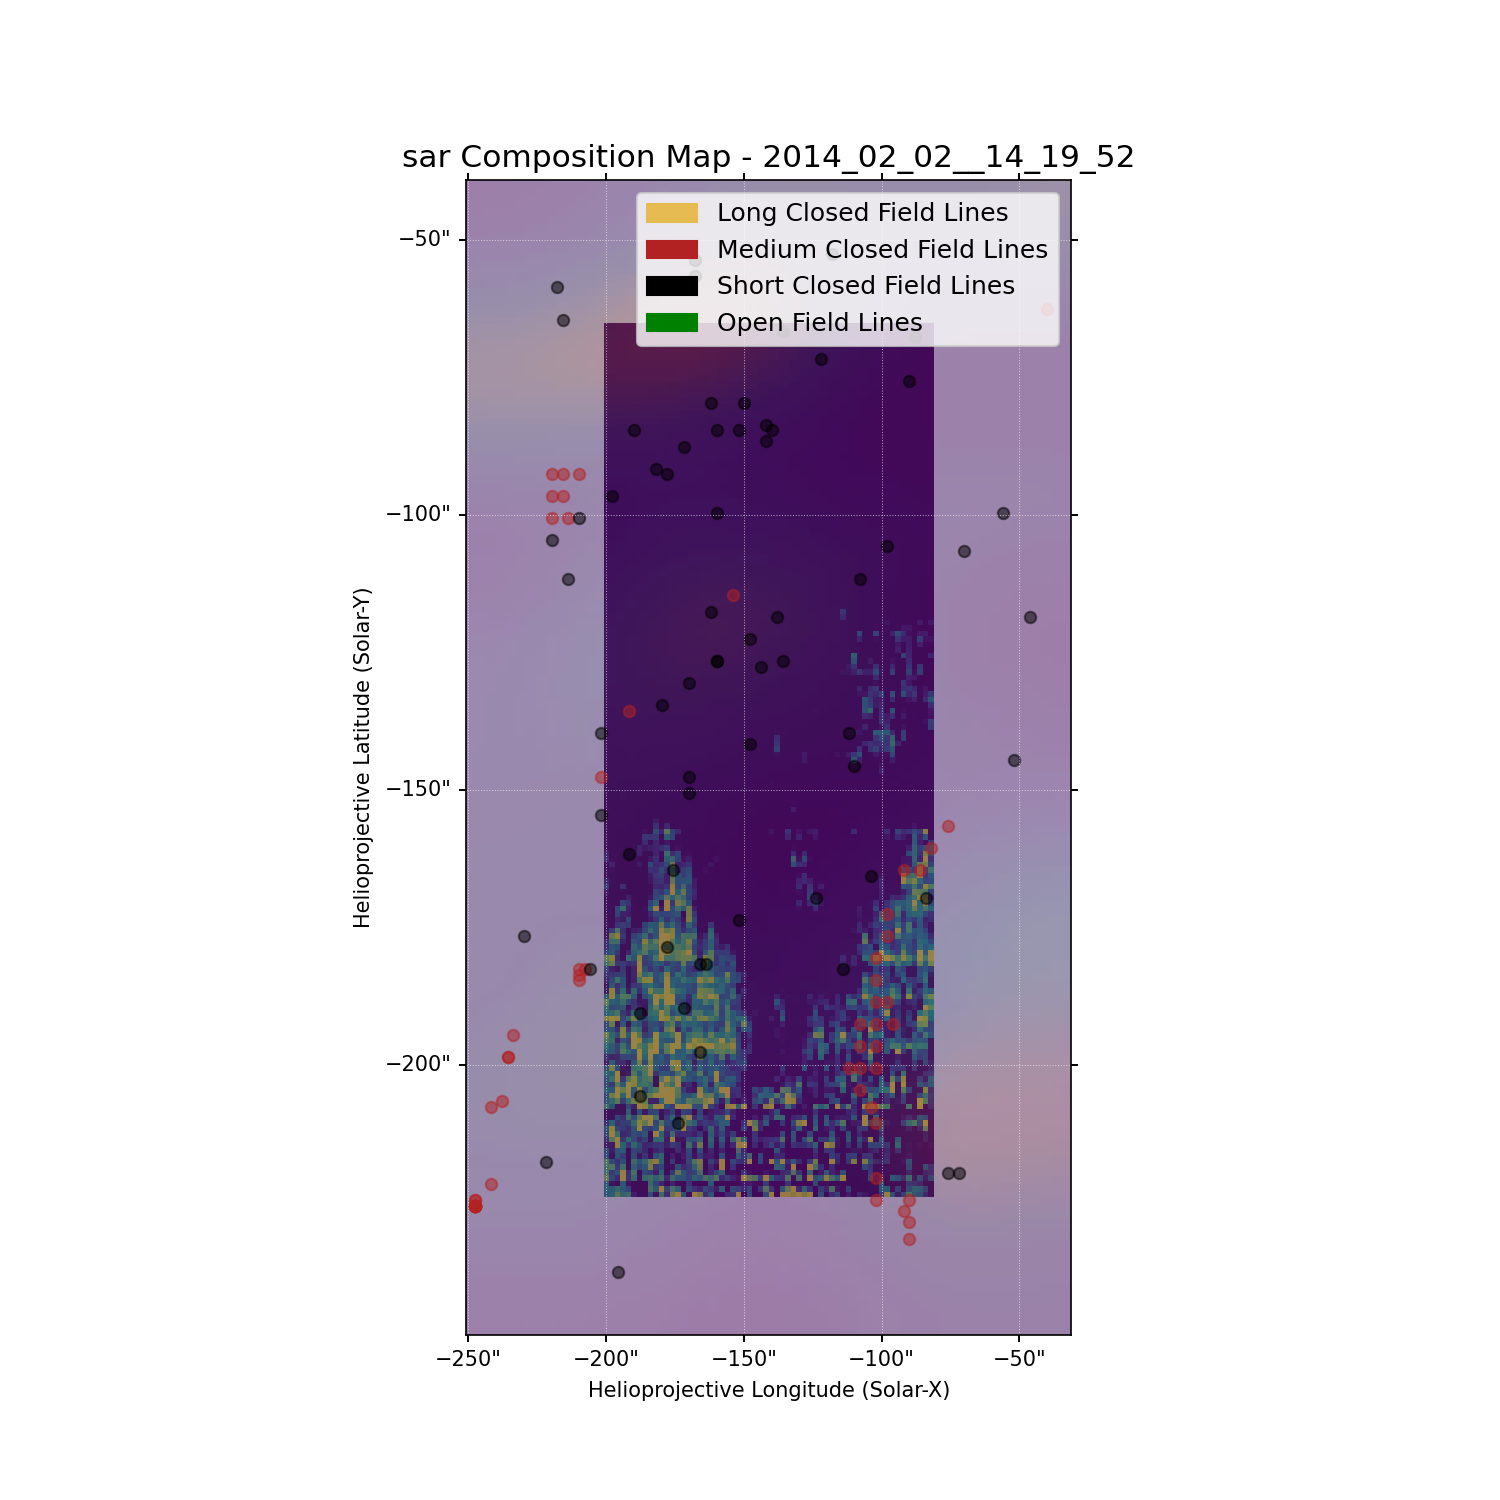 sar Composition Map - 2014_02_02__14_19_52
Long Closed Field Lines
Medium Closed Field Lines
Short Closed Field Lines
Open Field Lines
−50"
−100"
−150"
−200"
Helioprojective Latitude (Solar-Y)
−250" −200" −150" −100" −50"
Helioprojective Longitude (Solar-X)